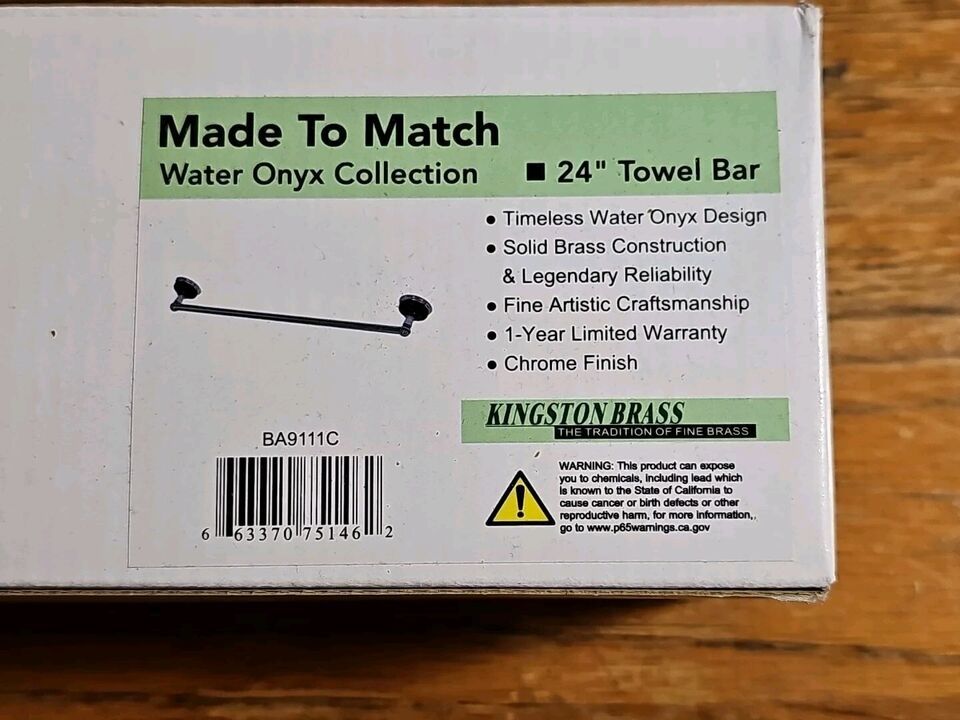 Made To Match
Water Onyx Collection
■ 24" Towel Bar
● Timeless Water Onyx Design
● Solid Brass Construction
& Legendary Reliability
● Fine Artistic Craftsmanship
● 1-Year Limited Warranty
● Chrome Finish
KINGSTON BRASS
THE TRADITION OF FINE BRASS
BA9111C
6 63370 75146 2
WARNING: This product can expose
you to chemicals, including lead which
is known to the State of California to
cause cancer or birth defects or other
reproductive harm, for more information,.
go to www.p65warnings.ca.gov